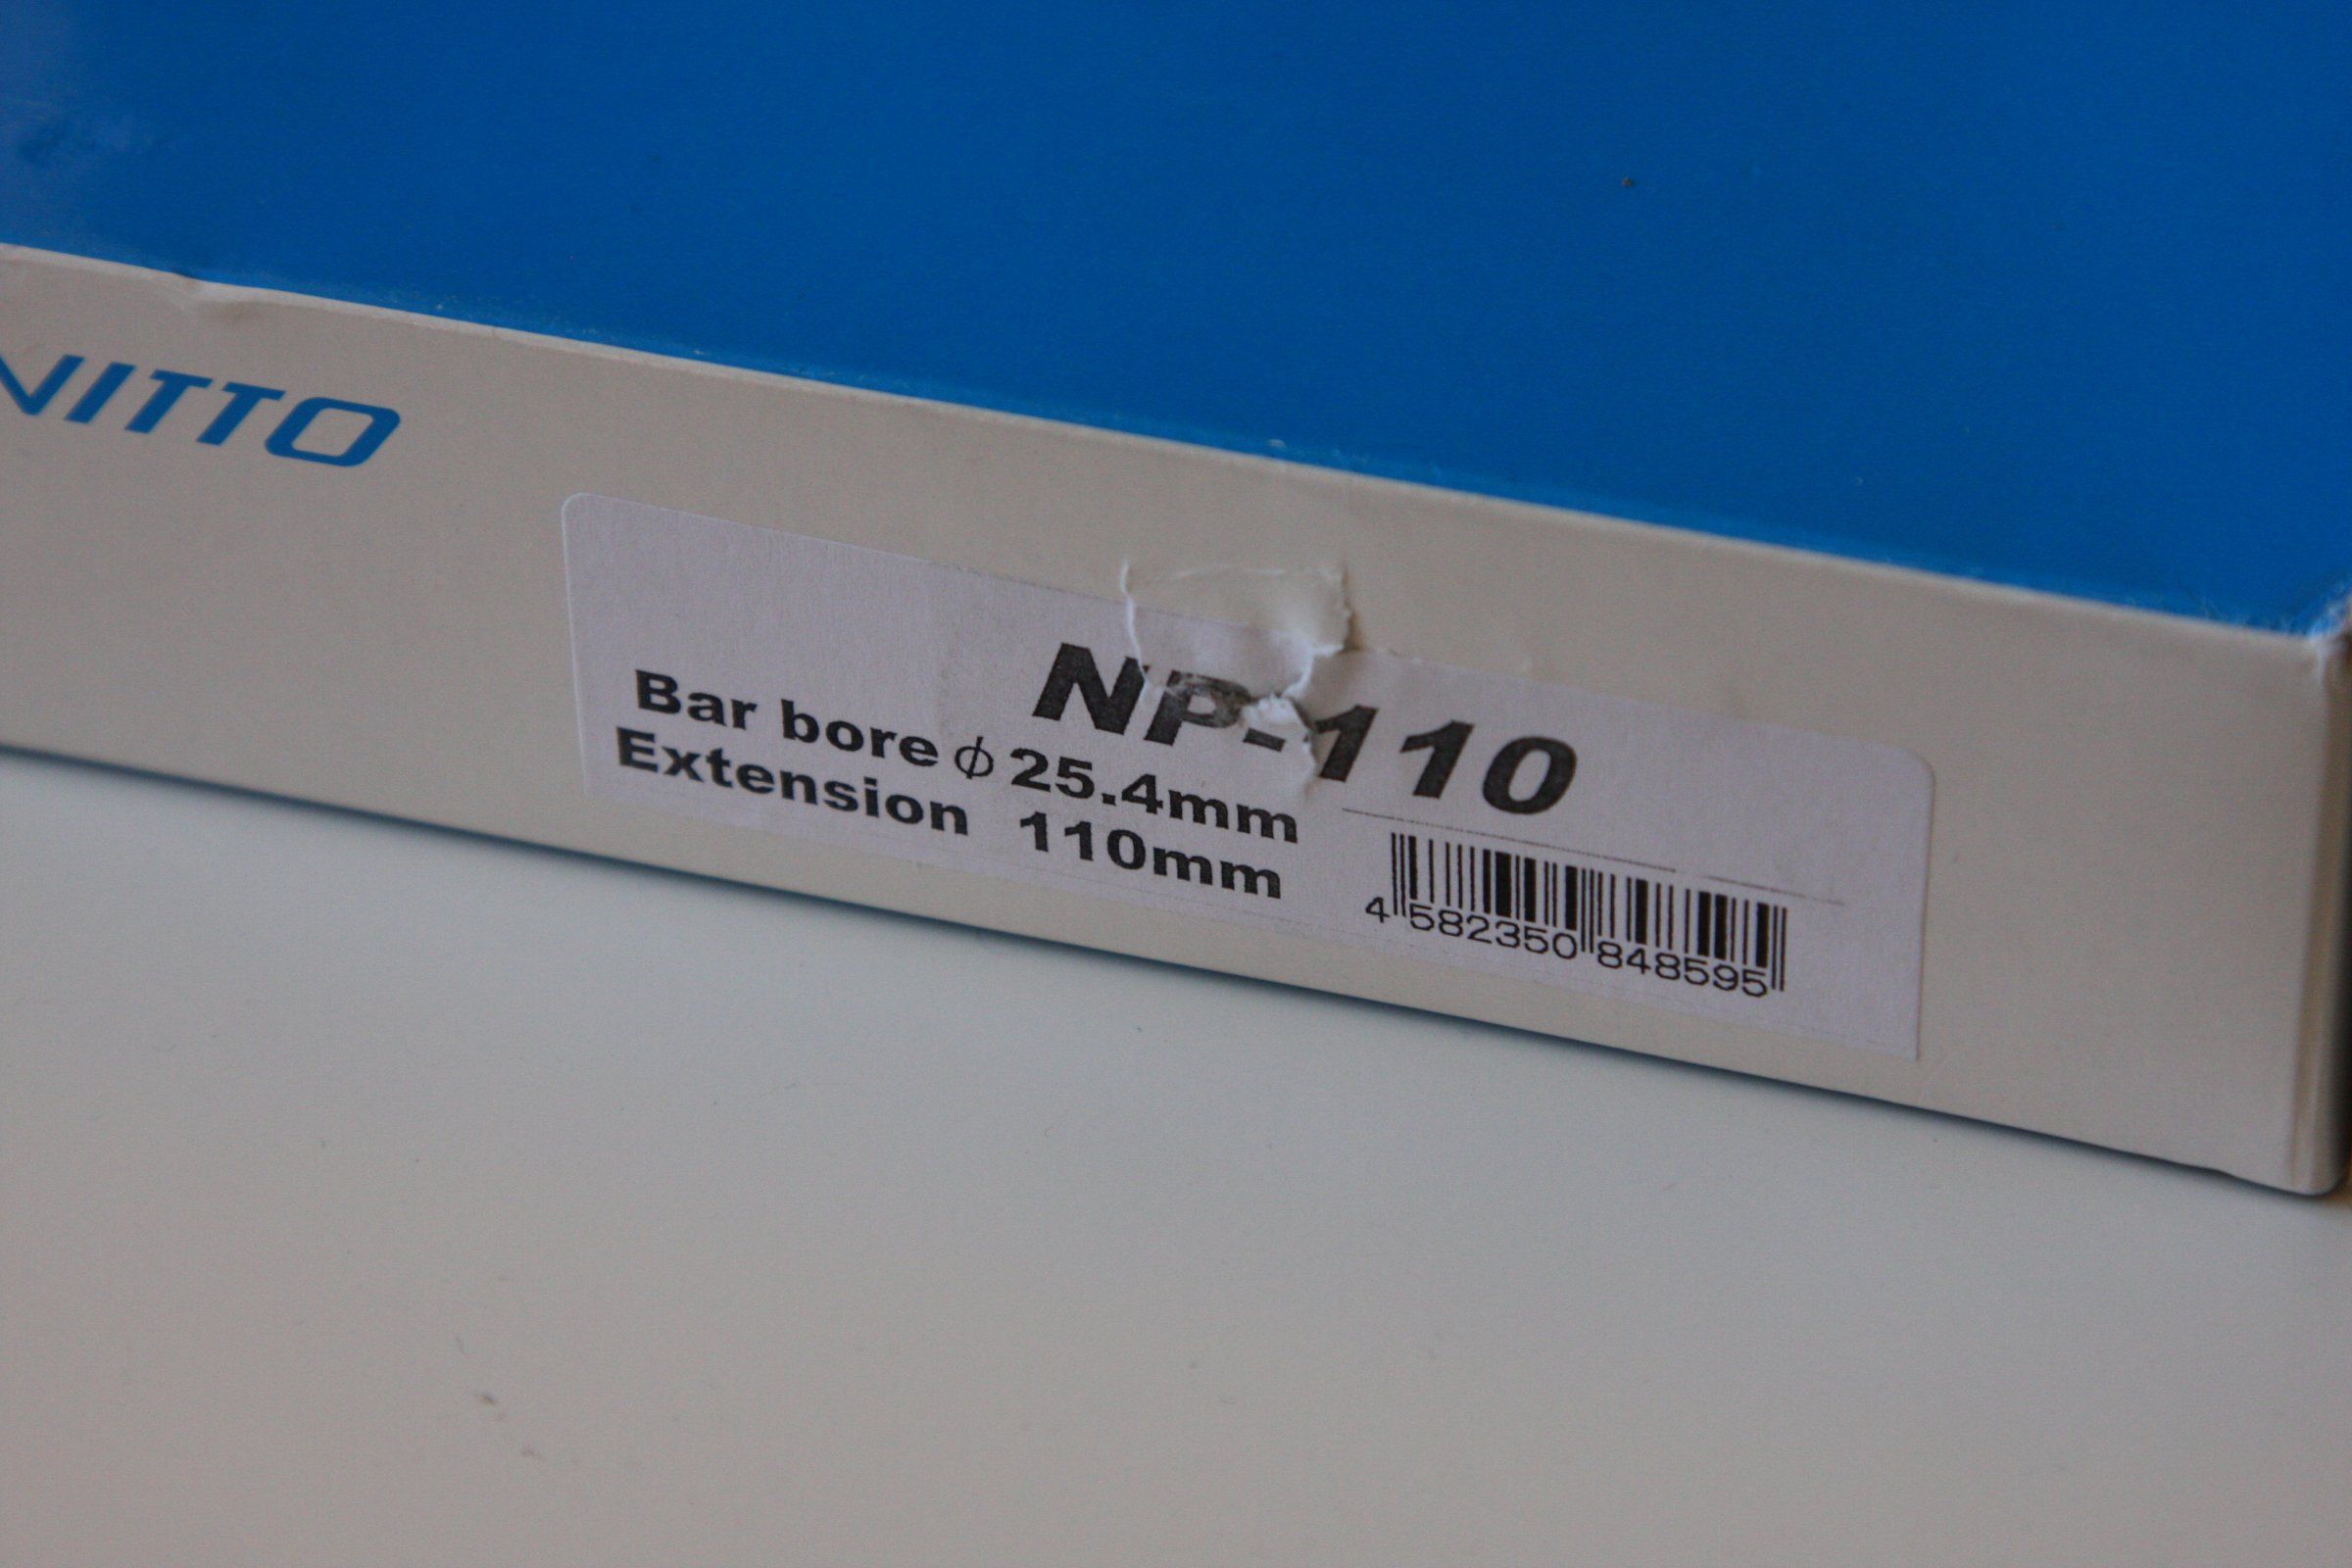 NITTO
NP-110
Bar bore ϕ 25.4mm
Extension 110mm
4 582350 848595